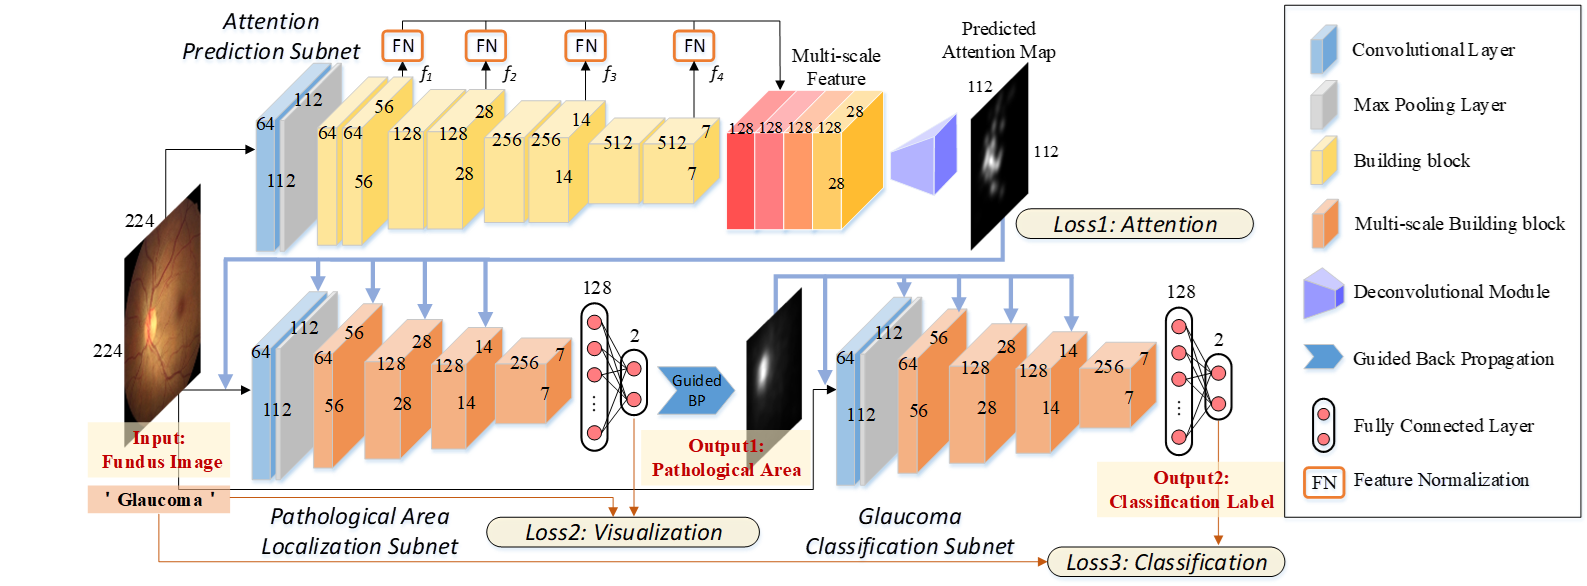 Attention
Prediction Subnet
FN
FN
FN
FN
f1
f2
f3
f4
Multi-scale
Feature
Predicted
Attention Map
112
112
64
112
112
64
64
56
56
128
128
28
28
256
256
14
14
512
512
7
7
128
128
128
128
28
28
Loss1: Attention
224
224
Input:
Fundus Image
' Glaucoma '
64
112
112
64
56
56
128
28
28
128
14
14
256
7
7
128
2
Guided
BP
Output1:
Pathological Area
Pathological Area
Localization Subnet
Loss2: Visualization
64
112
112
64
56
56
128
28
28
128
14
14
256
7
7
128
2
Output2:
Classification Label
Glaucoma
Classification Subnet
Loss3: Classification
Convolutional Layer
Max Pooling Layer
Building block
Multi-scale Building block
Deconvolutional Module
Guided Back Propagation
Fully Connected Layer
FN
Feature Normalization